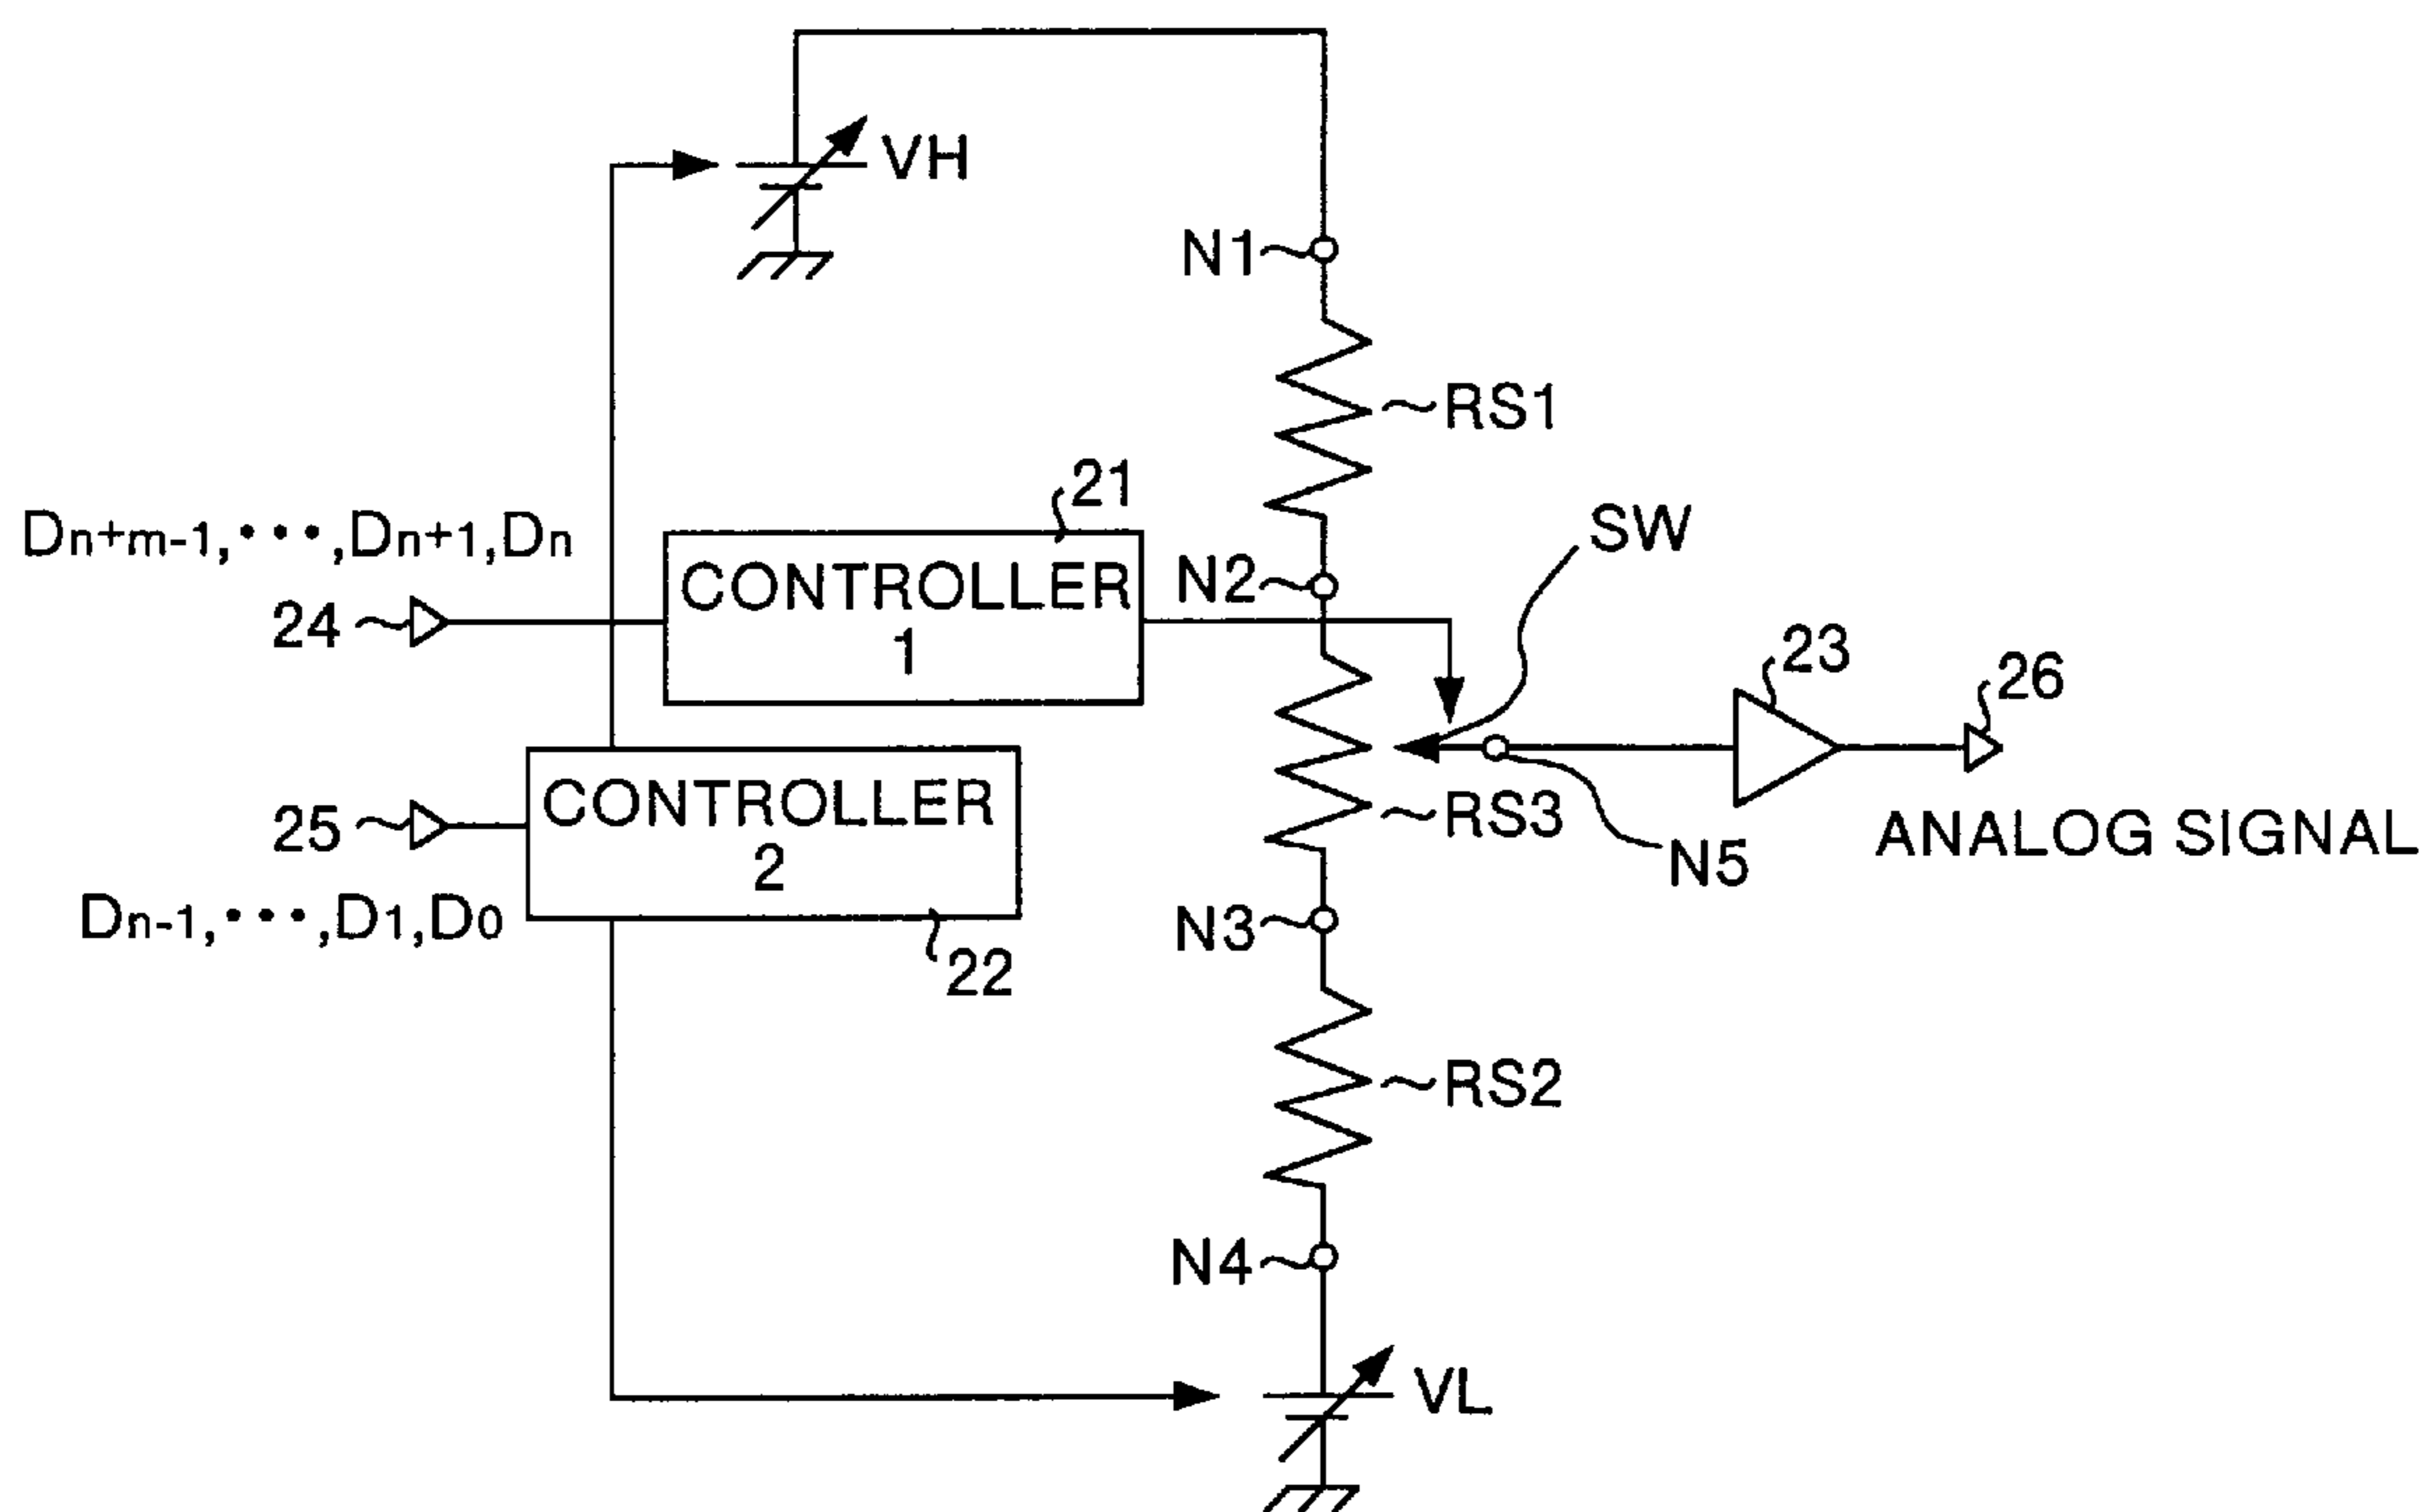 VH
N1
RS1
21
SW
Dn+m-1,•••,Dn+1,Dn
CONTROLLER
1
N2
24
23
26
CONTROLLER
2
25
RS3
ANALOG SIGNAL
N5
Dn-1,•••,D1,D0
N3
22
RS2
N4
VL